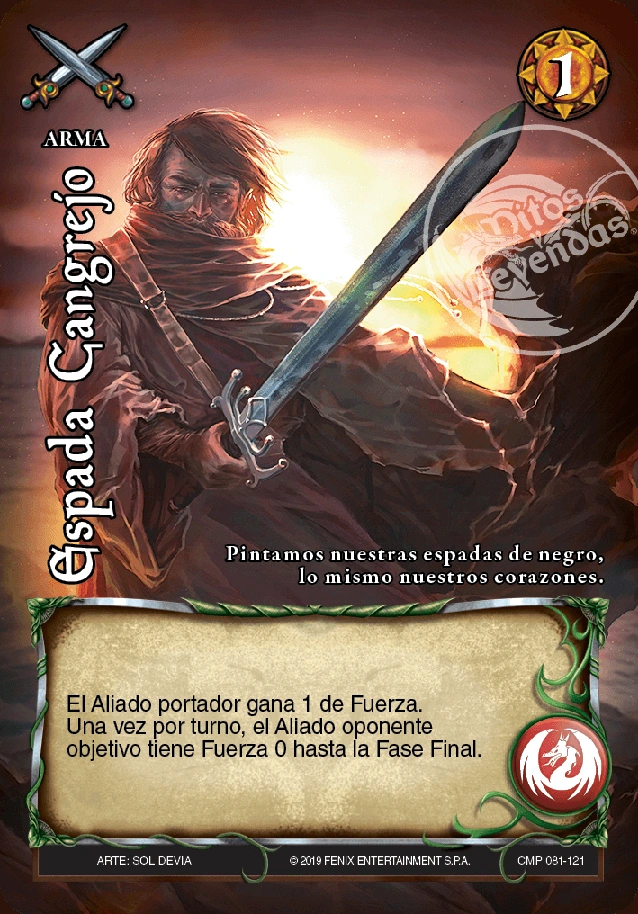 1
ARMA
Mitos
y
Leyendas
Espada Cangrejo
Pintamos nuestras espadas de negro,
lo mismo nuestros corazones.
El Aliado portador gana 1 de Fuerza.
Una vez por turno, el Aliado oponente
objetivo tiene Fuerza 0 hasta la Fase Final.
ARTE: SOL DEVIA
© 2019 FENIX ENTERTAINMENT S.P.A.
CMP 081-121